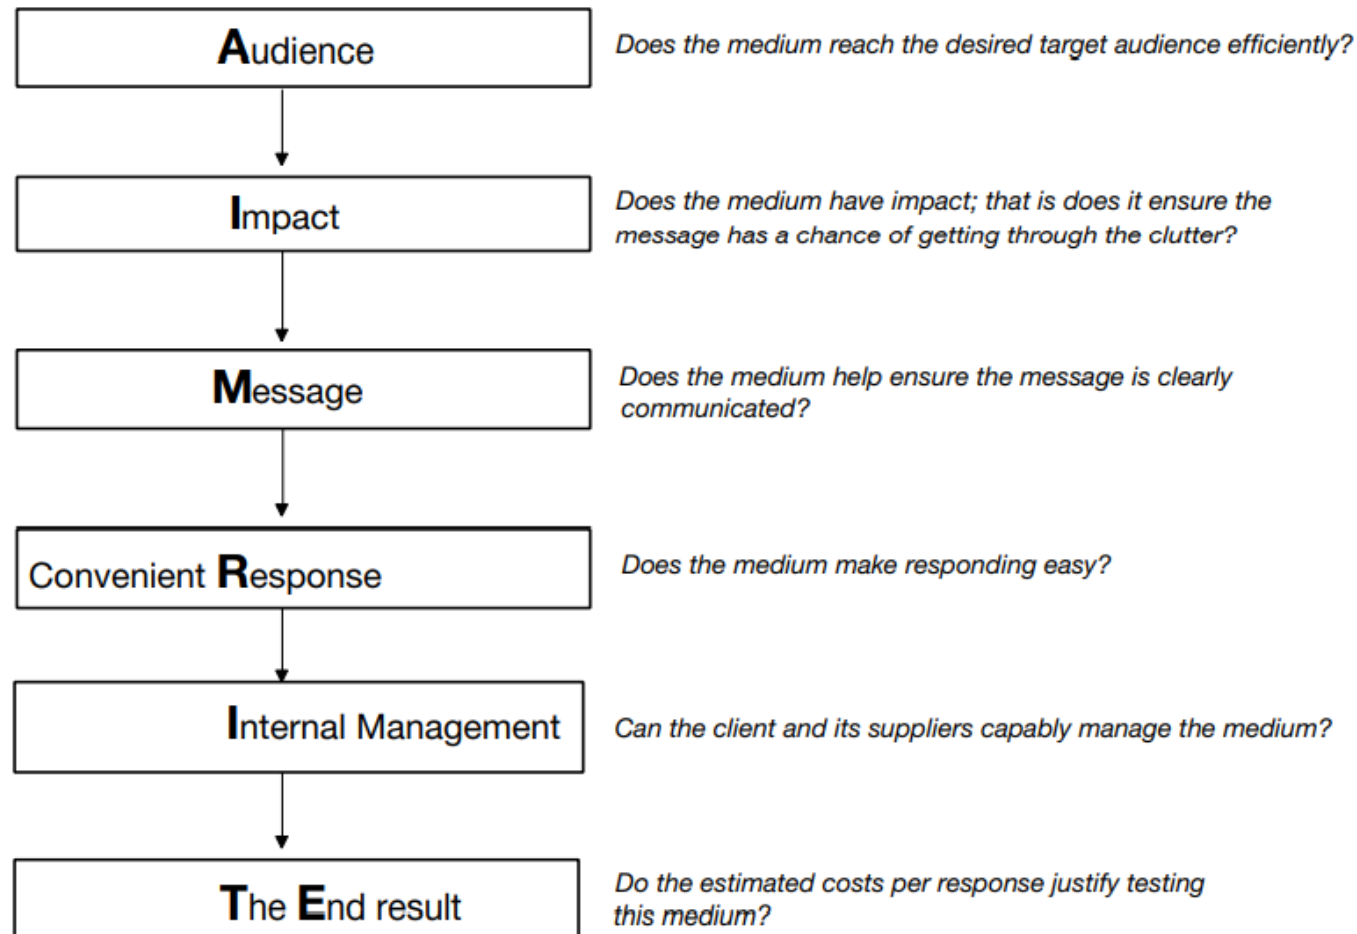 Audience
Does the medium reach the desired target audience efficiently?
Impact
Does the medium have impact; that is does it ensure the
message has a chance of getting through the clutter?
Message
Does the medium help ensure the message is clearly
communicated?
Convenient Response
Does the medium make responding easy?
Internal Management
Can the client and its suppliers capably manage the medium?
The End result
Do the estimated costs per response justify testing
this medium?